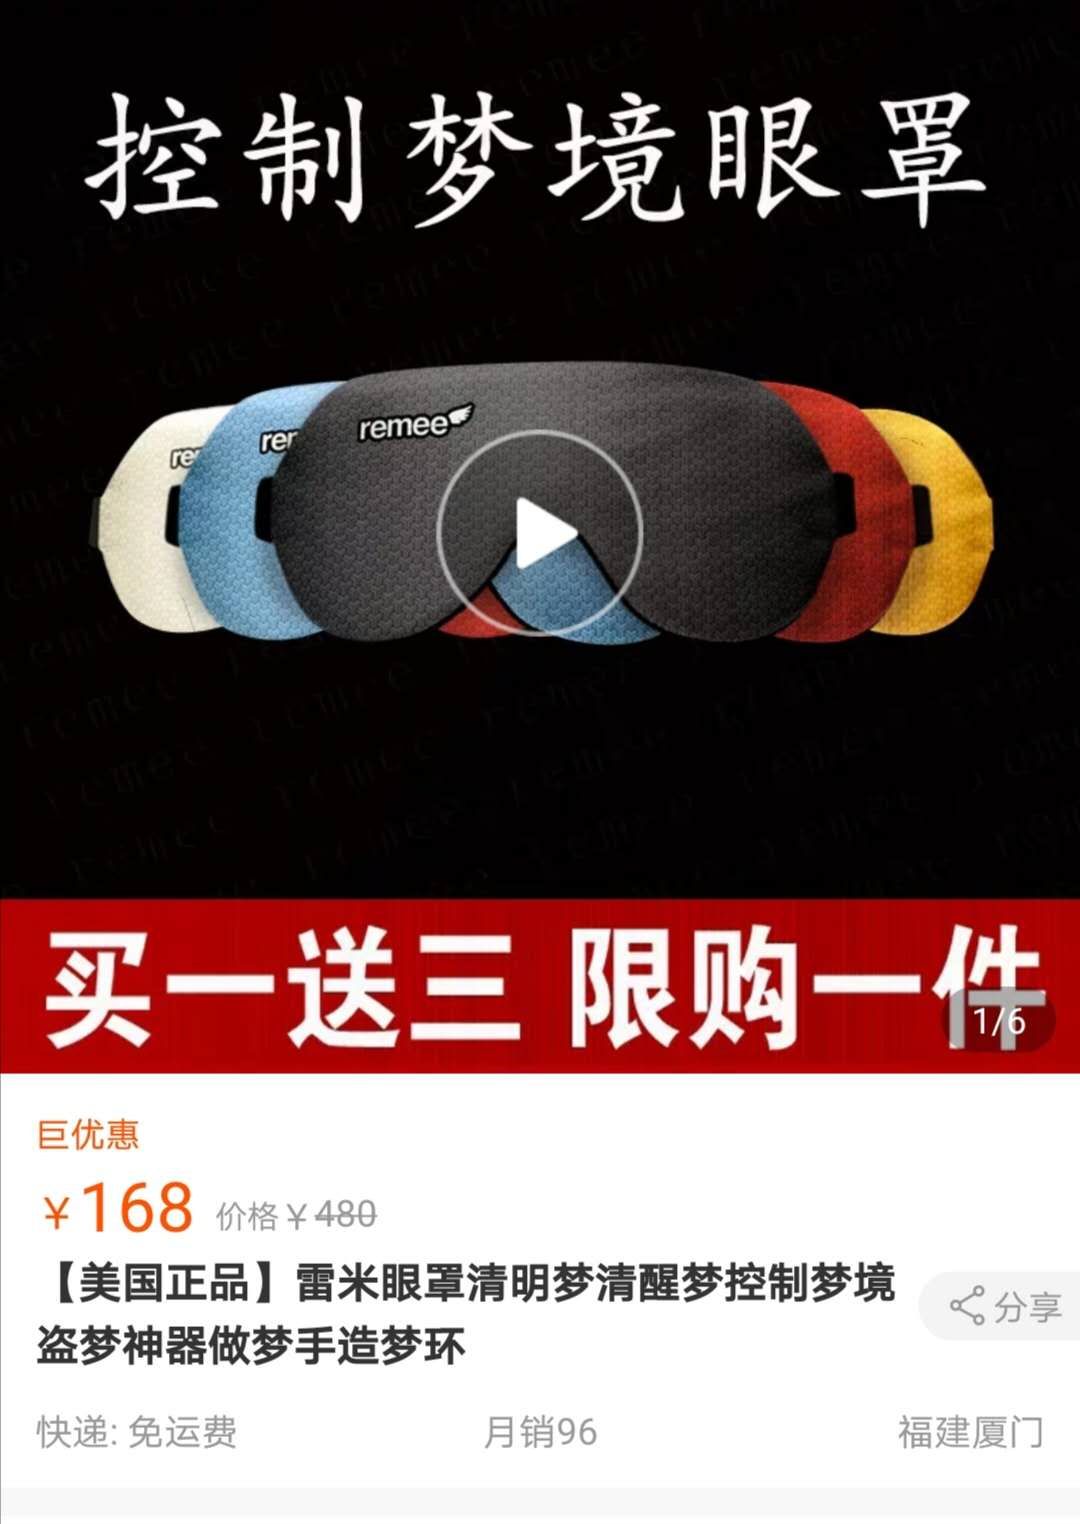 控制梦境眼罩
remee
rem
rem
买一送三 限购一件
1/6
巨优惠
￥168 价格￥480
【美国正品】雷米眼罩清明梦清醒梦控制梦境
盗梦神器做梦手造梦环
分享
快递: 免运费 月销96 福建厦门